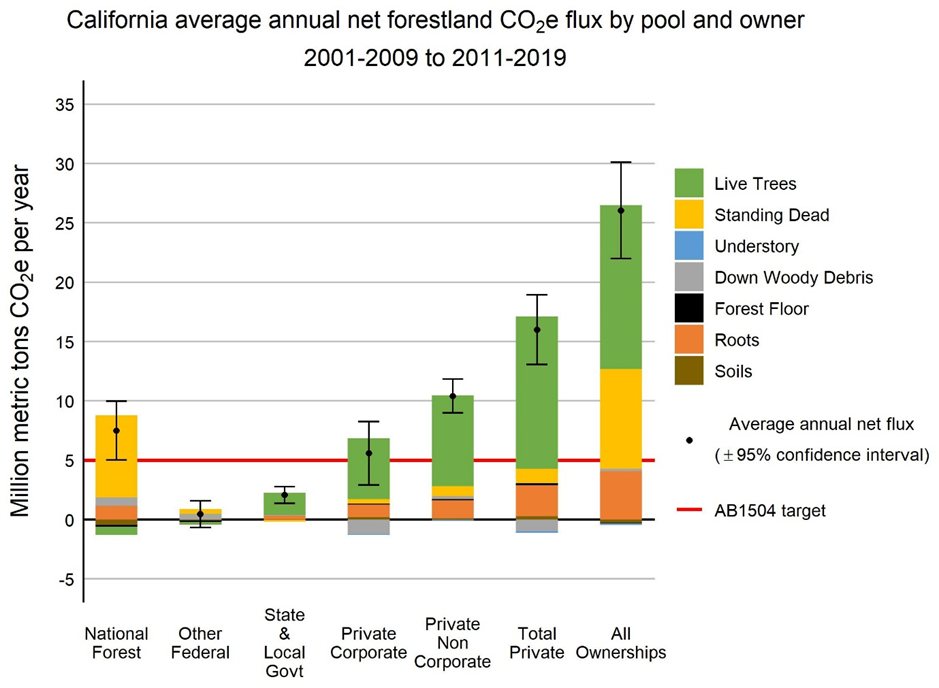 California average annual net forestland CO₂e flux by pool and owner
2001-2009 to 2011-2019
Million metric tons CO₂e per year
35
30
25
20
15
10
5
0
-5
National
Forest
Other
Federal
State
&
Local
Govt
Private
Corporate
Private
Non
Corporate
Total
Private
All
Ownerships
Live Trees
Standing Dead
Understory
Down Woody Debris
Forest Floor
Roots
Soils
Average annual net flux
(±95% confidence interval)
AB1504 target